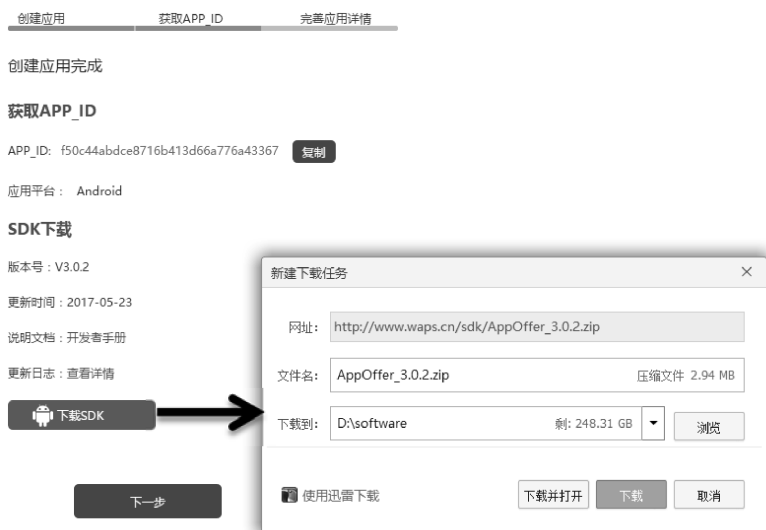 创建应用 获取APP_ID 完善应用详情
创建应用完成
获取APP_ID
APP_ID: f50c44abdce8716b413d66a776a43367 复制
应用平台： Android
SDK下载
版本号：V3.0.2
更新时间：2017-05-23
说明文档：开发者手册
更新日志：查看详情
下载SDK
下一步
新建下载任务
网址: http://www.waps.cn/sdk/AppOffer_3.0.2.zip
文件名: AppOffer_3.0.2.zip 压缩文件 2.94 MB
下载到: D:\software 剩: 248.31 GB 浏览
使用迅雷下载 下载并打开 下载 取消